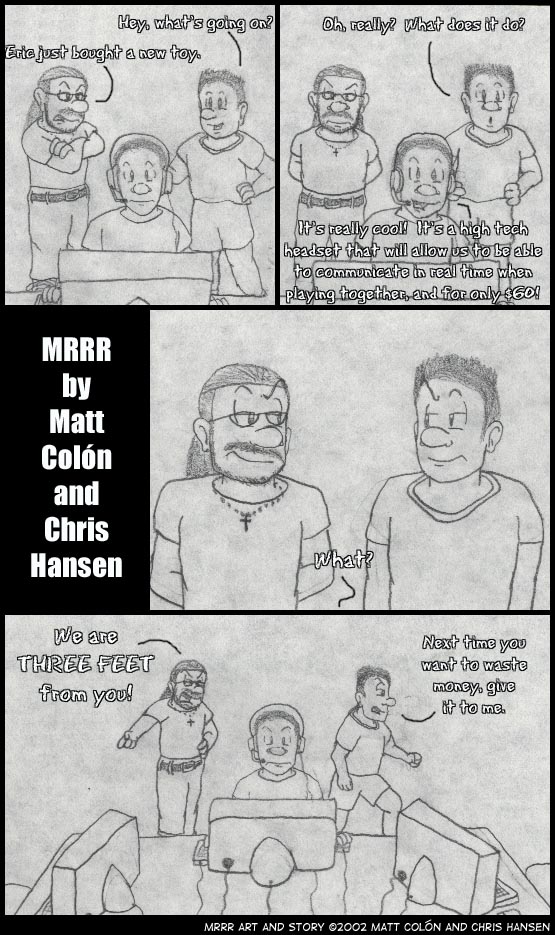 Hey, what's going on?
Eric just bought a new toy.
Oh, really? What does it do?
It's really cool! It's a high tech
headset that will allow us to be able
to communicate in real time when
playing together, and for only $60!
MRRR
by
Matt
Colón
and
Chris
Hansen
What?
We are
THREE FEET
from you!
Next time you
want to waste
money, give
it to me.
MRRR ART AND STORY ©2002 MATT COLÓN AND CHRIS HANSEN